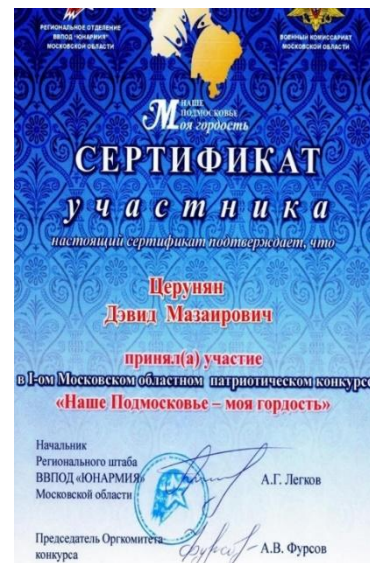 РЕГИОНАЛЬНОЕ ОТДЕЛЕНИЕ
ВВПОД «ЮНАРМИЯ»
МОСКОВСКОЙ ОБЛАСТИ
ВОЕННЫЙ КОМИССАРИАТ
МОСКОВСКОЙ ОБЛАСТИ
НАШЕ
ПОДМОСКОВЬЕ
Моя гордость
СЕРТИФИКАТ
участника
настоящий сертификат подтверждает, что
Церунян
Дэвид Мазаирович
принял(а) участие
в I-ом Московском областном патриотическом конкурсе
«Наше Подмосковье – моя гордость»
Начальник
Регионального штаба
ВВПОД «ЮНАРМИЯ»
Московской области
А.Г. Легков
Председатель Оргкомитета
конкурса
А.В. Фурсов